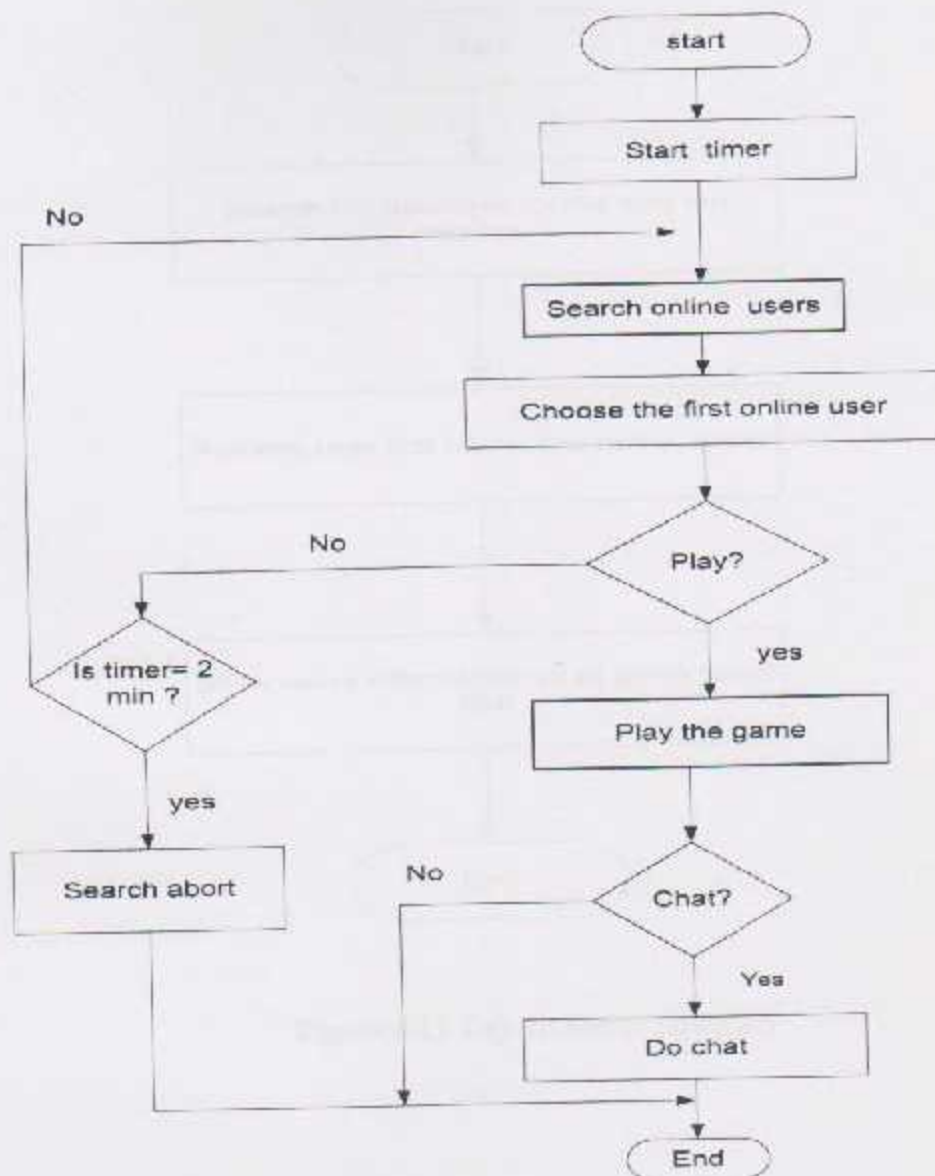 start
Start timer
No
Search online users
Choose the first online user
Play?
No
Is timer= 2
min ?
yes
Play the game
yes
Search abort
Chat?
No
Yes
Do chat
End